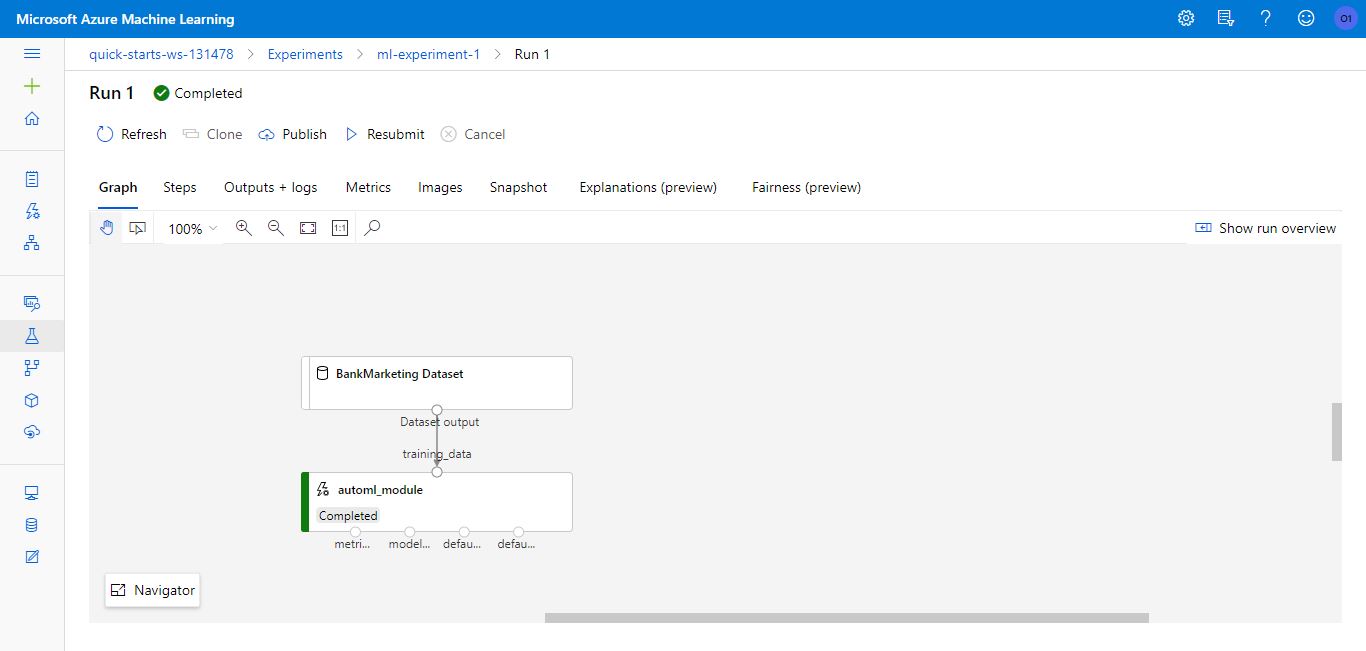 Microsoft Azure Machine Learning
O1
quick-starts-ws-131478 > Experiments > ml-experiment-1 > Run 1
Run 1 Completed
Refresh Clone Publish Resubmit Cancel
Graph Steps Outputs + logs Metrics Images Snapshot Explanations (preview) Fairness (preview)
100% 1:1 Show run overview
BankMarketing Dataset
Dataset output
training_data
automl_module
Completed
metri... model... defau... defau...
Navigator